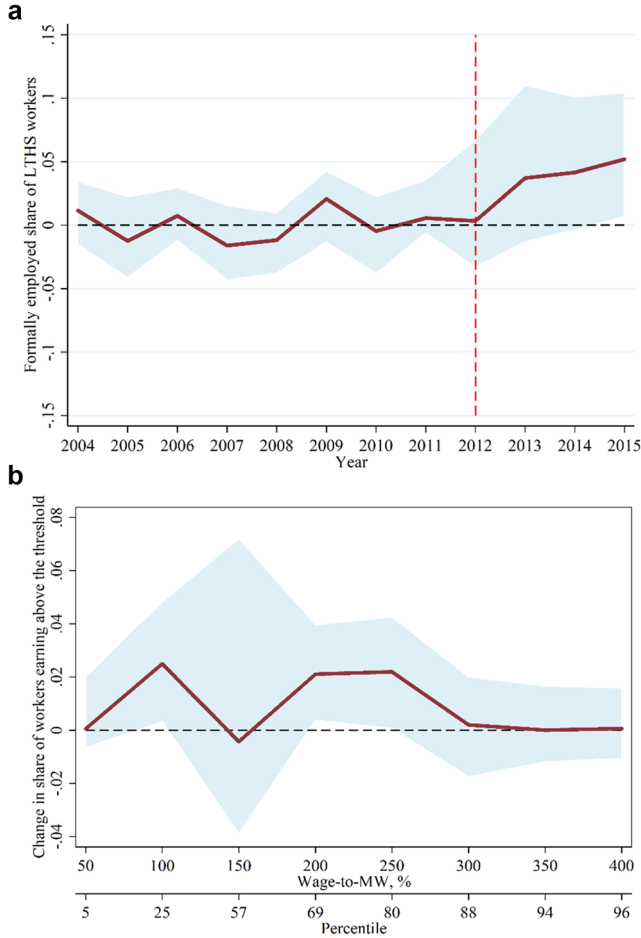 a
Formally employed share of LTHS workers
.15
.1
.05
0
-.05
-.1
-.15
2004 2005 2006 2007 2008 2009 2010 2011 2012 2013 2014 2015
Year
b
Change in share of workers earning above the threshold
.08
.06
.04
.02
0
-.02
-.04
50 100 150 200 250 300 350 400
Wage-to-MW, %
5 25 57 69 80 88 94 96
Percentile